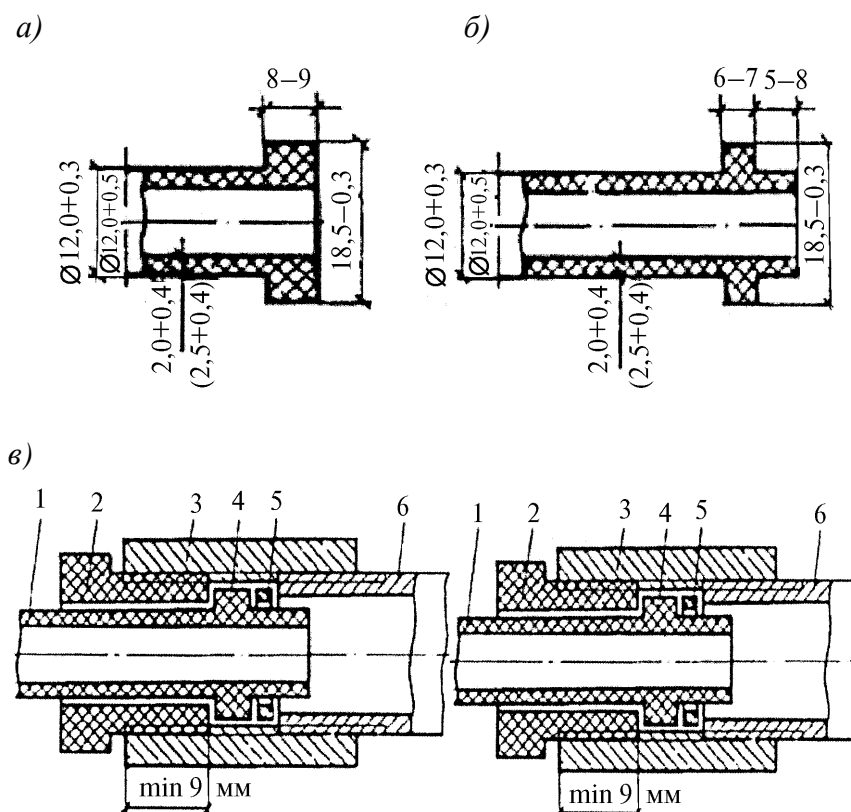 а)
8–9
Ø12,0+0,3
Ø12,0+0,5
18,5–0,3
2,0+0,4
(2,5+0,4)
б)
6–7 5–8
Ø12,0+0,3
Ø12,0+0,5
18,5–0,3
2,0+0,4
(2,5+0,4)
в)
1 2 3 4 5 6
min 9 мм
1 2 3 4 5 6
min 9 мм